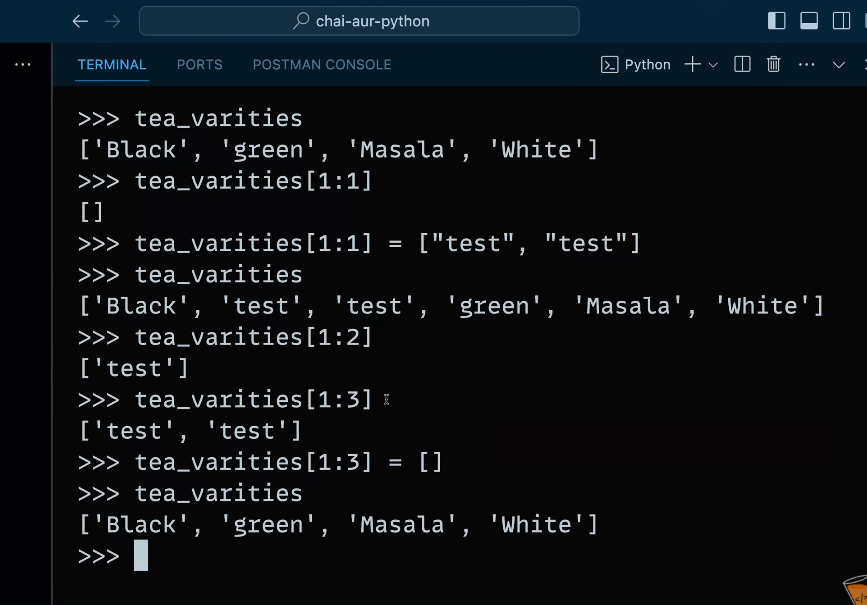 chai-aur-python
TERMINAL PORTS POSTMAN CONSOLE Python
>>> tea_varities
['Black', 'green', 'Masala', 'White']
>>> tea_varities[1:1]
[]
>>> tea_varities[1:1] = ["test", "test"]
>>> tea_varities
['Black', 'test', 'test', 'green', 'Masala', 'White']
>>> tea_varities[1:2]
['test']
>>> tea_varities[1:3]
['test', 'test']
>>> tea_varities[1:3] = []
>>> tea_varities
['Black', 'green', 'Masala', 'White']
>>>